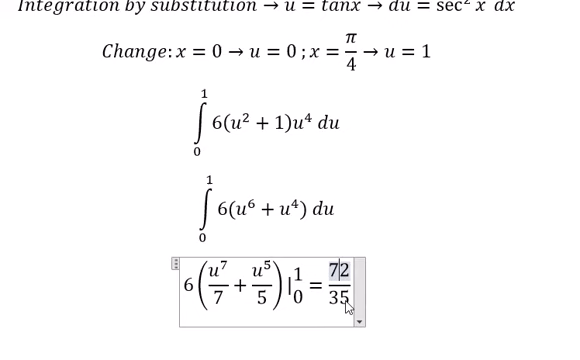 Integration by substitution → u = tanx → du = sec² x dx
Change: x = 0 → u = 0 ; x = π/4 → u = 1
∫₀¹ 6(u² + 1)u⁴ du
∫₀¹ 6(u⁶ + u⁴) du
6(u⁷/7 + u⁵/5)|₀¹ = 72/35